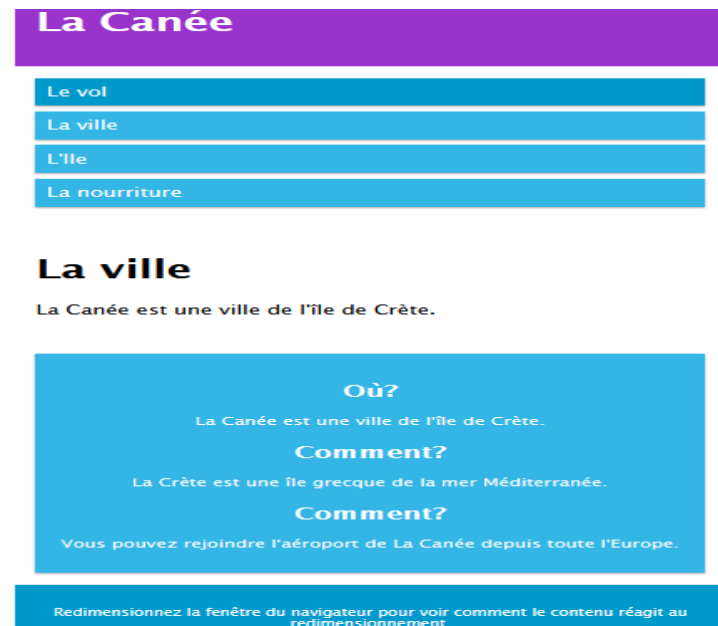 La Canée
Le vol
La ville
L'Ile
La nourriture
La ville
La Canée est une ville de l'île de Crète.
Où?
La Canée est une ville de l'île de Crète.
Comment?
La Crète est une île grecque de la mer Méditerranée.
Comment?
Vous pouvez rejoindre l'aéroport de La Canée depuis toute l'Europe.
Redimensionnez la fenêtre du navigateur pour voir comment le contenu réagit au
redimensionnement